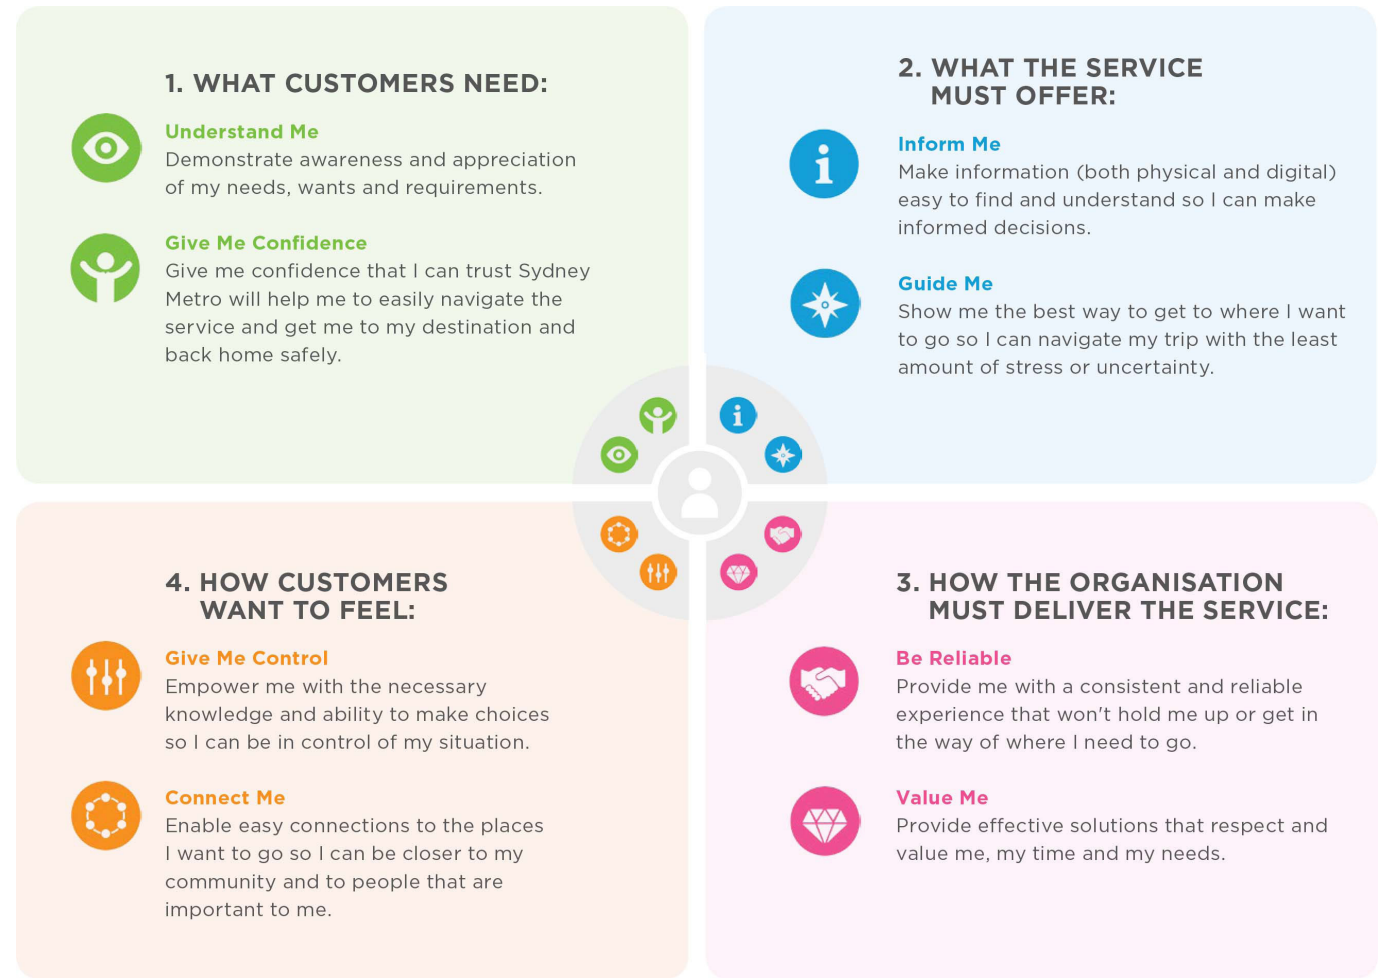 1. WHAT CUSTOMERS NEED:
Understand Me
Demonstrate awareness and appreciation
of my needs, wants and requirements.
Give Me Confidence
Give me confidence that I can trust Sydney
Metro will help me to easily navigate the
service and get me to my destination and
back home safely.
2. WHAT THE SERVICE
MUST OFFER:
Inform Me
Make information (both physical and digital)
easy to find and understand so I can make
informed decisions.
Guide Me
Show me the best way to get to where I want
to go so I can navigate my trip with the least
amount of stress or uncertainty.
3. HOW THE ORGANISATION
MUST DELIVER THE SERVICE:
Be Reliable
Provide me with a consistent and reliable
experience that won't hold me up or get in
the way of where I need to go.
Value Me
Provide effective solutions that respect and
value me, my time and my needs.
4. HOW CUSTOMERS
WANT TO FEEL:
Give Me Control
Empower me with the necessary
knowledge and ability to make choices
so I can be in control of my situation.
Connect Me
Enable easy connections to the places
I want to go so I can be closer to my
community and to people that are
important to me.